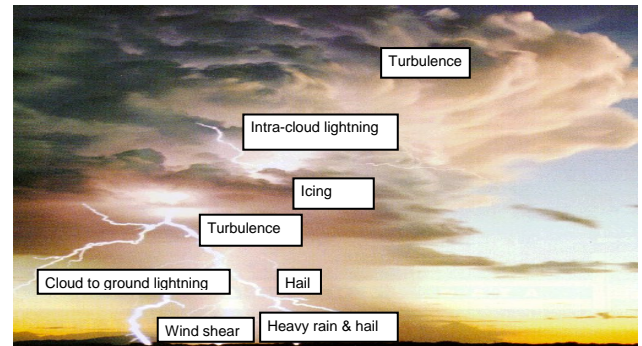 Turbulence
Intra-cloud lightning
Icing
Turbulence
Cloud to ground lightning
Hail
Wind shear
Heavy rain & hail